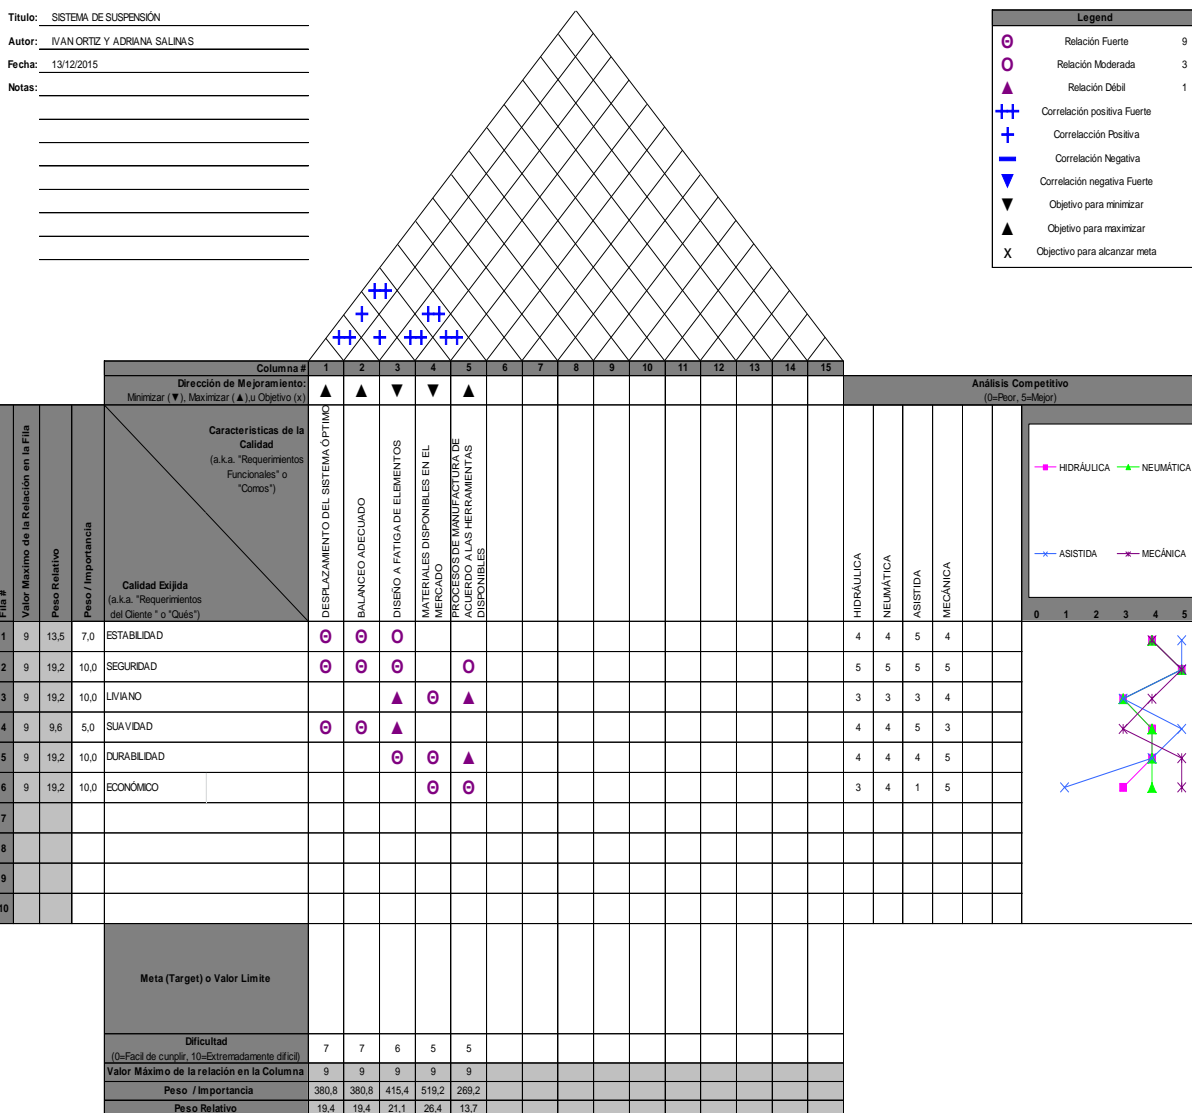 Titulo: SISTEMA DE SUSPENSIÓN
Autor: IVAN ORTIZ Y ADRIANA SALINAS
Fecha: 13/12/2015
Notas:
Legend
Θ Relación Fuerte 9
Ο Relación Moderada 3
▲ Relación Débil 1
┼┼ Correlación positiva Fuerte
┼ Correlacción Positiva
▬ Correlación Negativa
▼ Correlación negativa Fuerte
▼ Objetivo para minimizar
▲ Objetivo para maximizar
X Objectivo para alcanzar meta
┼┼
┼ ┼┼
┼┼ ┼ ┼┼ ┼┼
Columna # 1 2 3 4 5 6 7 8 9 10 11 12 13 14 15
Dirección de Mejoramiento:
Minimizar (▼), Maximizar (▲),u Objetivo (x)
▲ ▲ ▼ ▼ ▲
Análisis Competitivo
(0=Peor, 5=Mejor)
Fila #
Valor Maximo de la Relación en la Fila
Peso Relativo
Peso / Importancia
Caracteristicas de la
Calidad
(a.k.a. "Requerimientos
Funcionales" o
"Comos")
Calidad Exijida
(a.k.a. "Requerimientos
del Cliente " o "Qués")
DESPLAZAMIENTO DEL SISTEMA ÓPTIMO
BALANCEO ADECUADO
DISEÑO A FATIGA DE ELEMENTOS
MATERIALES DISPONIBLES EN EL
MERCADO
PROCESOS DE MANUFACTURA DE
ACUERDO A LAS HERRAMIENTAS
DISPONIBLES
HIDRÁULICA
NEUMÁTICA
ASISTIDA
MECÁNICA
HIDRÁULICA NEUMÁTICA
ASISTIDA MECÁNICA
0 1 2 3 4 5
1 9 13,5 7,0 ESTABILIDAD Θ Θ Ο 4 4 5 4
2 9 19,2 10,0 SEGURIDAD Θ Θ Θ Ο 5 5 5 5
3 9 19,2 10,0 LIVIANO ▲ Θ ▲ 3 3 3 4
4 9 9,6 5,0 SUAVIDAD Θ Θ ▲ 4 4 5 3
5 9 19,2 10,0 DURABILIDAD Θ Θ ▲ 4 4 4 5
6 9 19,2 10,0 ECONÓMICO Θ Θ 3 4 1 5
7
8
9
10
Meta (Target) o Valor Limite
Dificultad
(0=Facil de cunplir, 10=Extremadamente dificil)
7 7 6 5 5
Valor Máximo de la relación en la Columna 9 9 9 9 9
Peso / Importancia 380,8 380,8 415,4 519,2 269,2
Peso Relativo 19,4 19,4 21,1 26,4 13,7